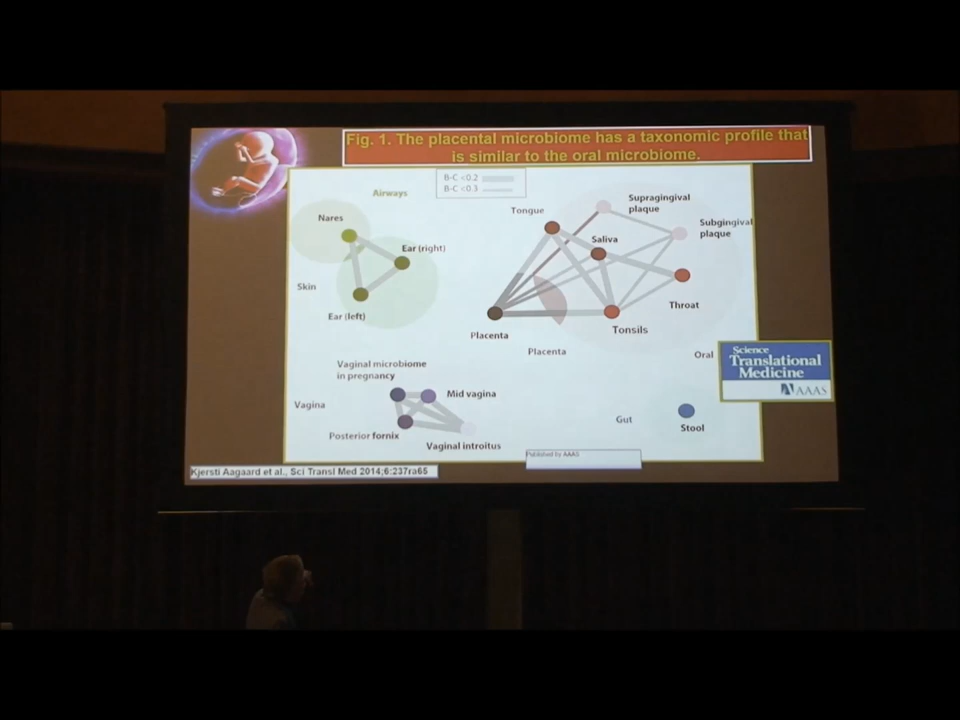 Fig. 1. The placental microbiome has a taxonomic profile that
is similar to the oral microbiome.
B-C <0.2
B-C <0.3
Airways
Nares
Ear (right)
Skin
Ear (left)
Tongue
Supragingival
plaque
Subgingival
plaque
Saliva
Throat
Placenta
Tonsils
Placenta
Oral
Science
Translational
Medicine
AAAS
Vaginal microbiome
in pregnancy
Mid vagina
Vagina
Posterior fornix
Vaginal introitus
Gut
Stool
Published by AAAS
Kjersti Aagaard et al., Sci Transl Med 2014;6:237ra65